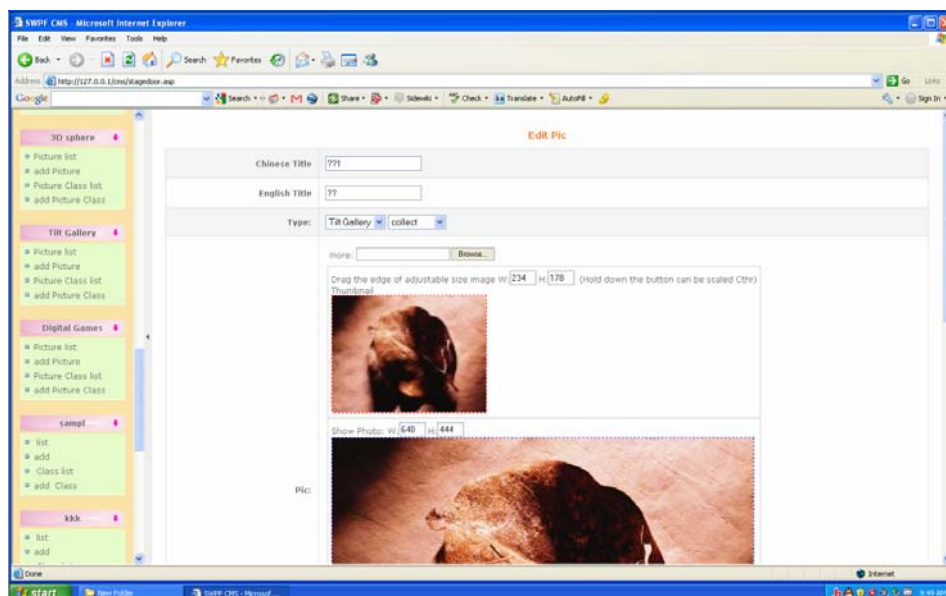 SWPF CMS - Microsoft Internet Explorer
File Edit View Favorites Tools Help
Back Search Favorites
Address http://127.0.0.1/cms/stagedoor.asp Go Links
Google Search Share Sidewiki Check Translate AutoFill Sign In
3D sphere
Picture list
add Picture
Picture Class list
add Picture Class
Tilt Gallery
Picture list
add Picture
Picture Class list
add Picture Class
Digital Games
Picture list
add Picture
Picture Class list
add Picture Class
sampl
list
add
Class list
add Class
kkk
list
add
Edit Pic
Chinese Title ??1
English Title ??
Type: Tilt Gallery collect
more: Browse...
Drag the edge of adjustable size image W: 234 H: 178 (Hold down the button can be scaled Cthr)
Thumbnail
Show Photo: W: 640 H: 444
Pic:
Done Internet
start New Folder SWPF CMS - Microsof... 9:45 AM